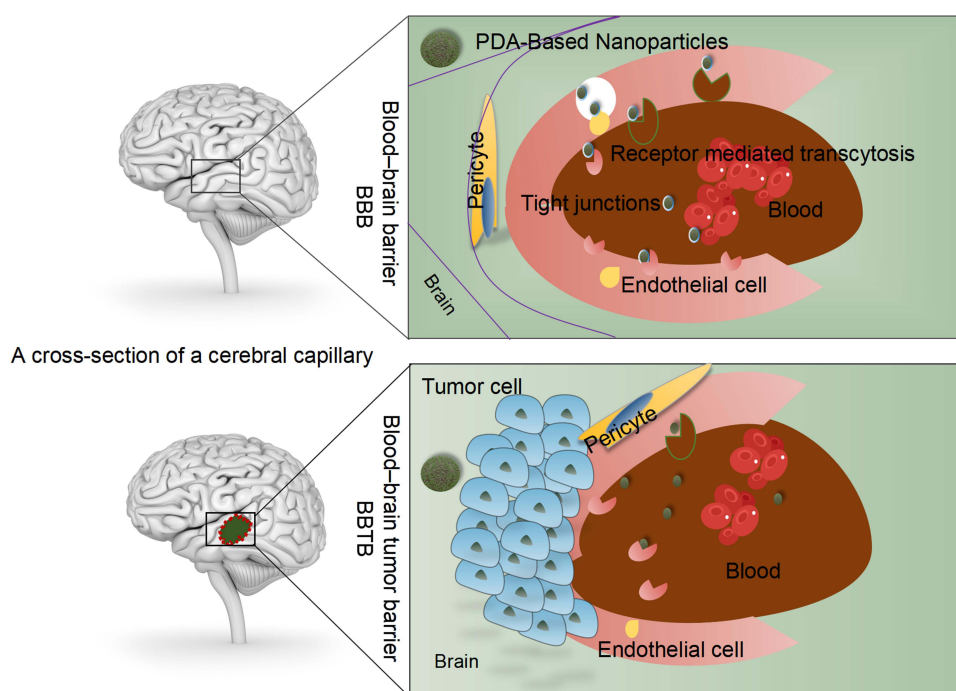 PDA-Based Nanoparticles
Blood–brain barrier
BBB
Pericyte
Receptor mediated transcytosis
Tight junctions
Blood
Endothelial cell
Brain
A cross-section of a cerebral capillary
Tumor cell
Pericyte
Blood–brain tumor barrier
BBTB
Blood
Endothelial cell
Brain